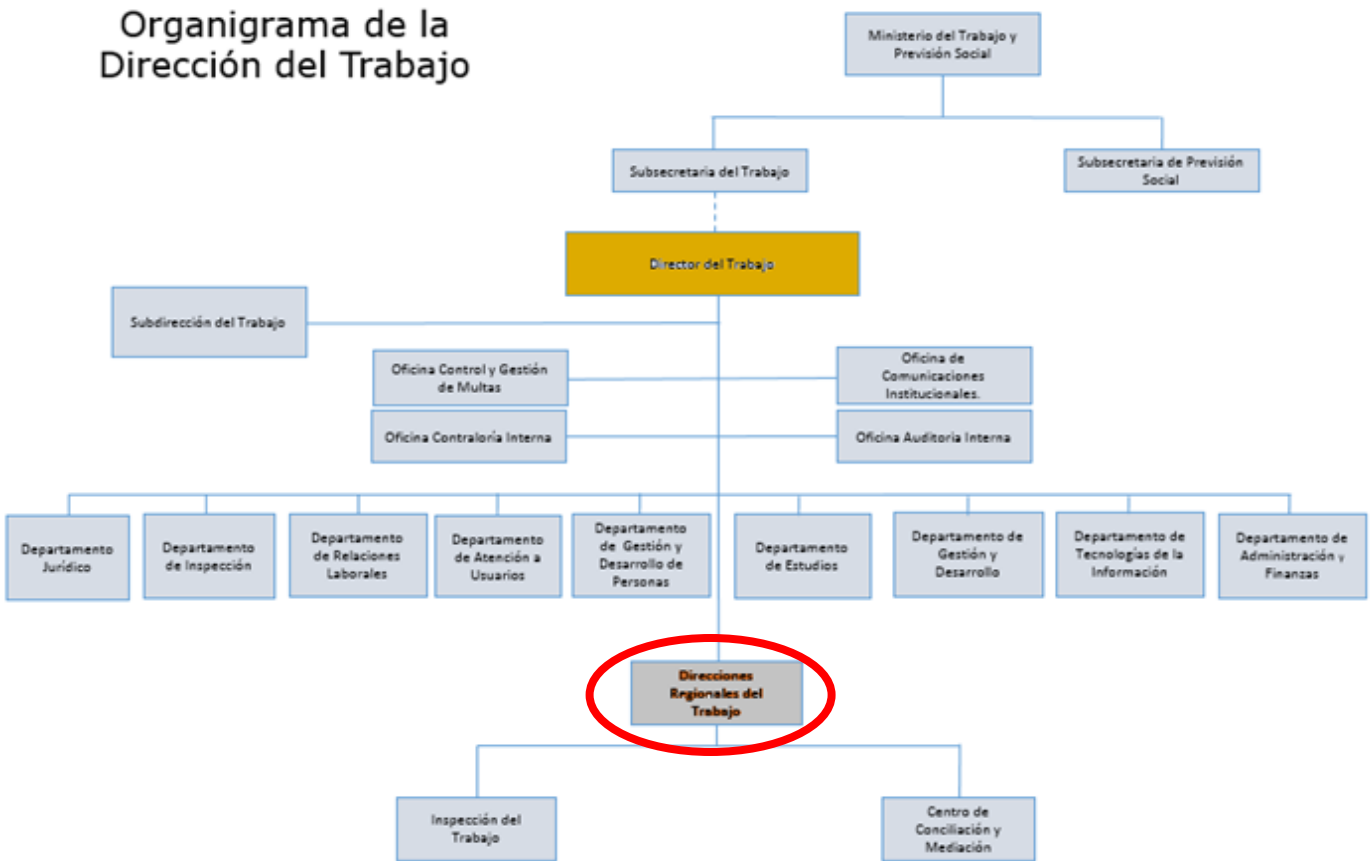 Organigrama de la
Dirección del Trabajo
Ministerio del Trabajo y
Previsión Social
Subsecretaria del Trabajo
Subsecretaria de Previsión
Social
Director del Trabajo
Subdirección del Trabajo
Oficina Control y Gestión
de Multas
Oficina de
Comunicaciones
Institucionales.
Oficina Contraloría Interna
Oficina Auditoria Interna
Departamento
Jurídico
Departamento
de Inspección
Departamento
de Relaciones
Laborales
Departamento
de Atención a
Usuarios
Departamento
de Gestión y
Desarrollo de
Personas
Departamento
de Estudios
Departamento de
Gestión y
Desarrollo
Departamento de
Tecnologías de la
Información
Departamento de
Administración y
Finanzas
Direcciones
Regionales del
Trabajo
Inspección del
Trabajo
Centro de
Conciliación y
Mediación